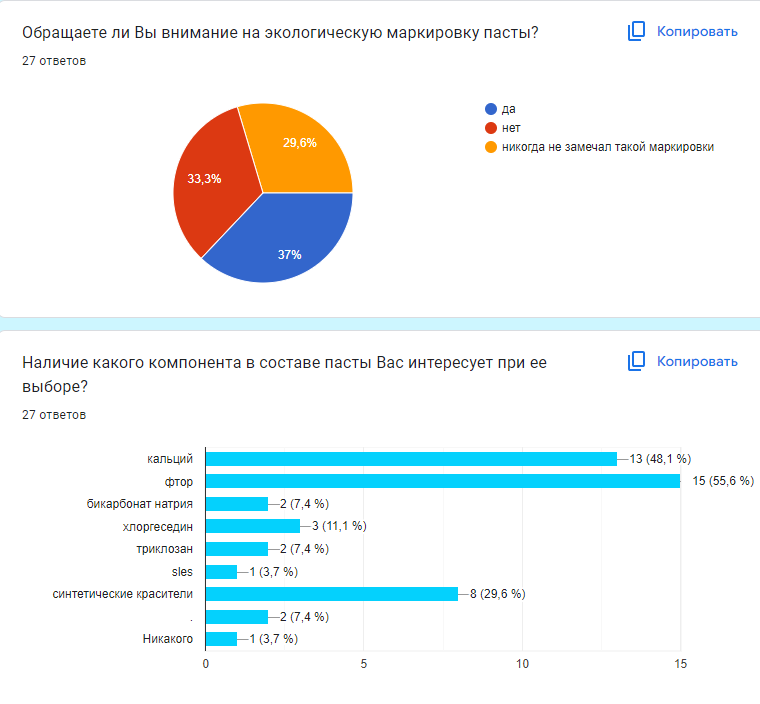 Обращаете ли Вы внимание на экологическую маркировку пасты?
Копировать
27 ответов
да
нет
никогда не замечал такой маркировки
29,6%
33,3%
37%
Наличие какого компонента в составе пасты Вас интересует при ее
выборе?
Копировать
27 ответов
кальций 13 (48,1 %)
фтор 15 (55,6 %)
бикарбонат натрия 2 (7,4 %)
хлоргеседин 3 (11,1 %)
триклозан 2 (7,4 %)
sles 1 (3,7 %)
синтетические красители 8 (29,6 %)
. 2 (7,4 %)
Никакого 1 (3,7 %)
0 5 10 15